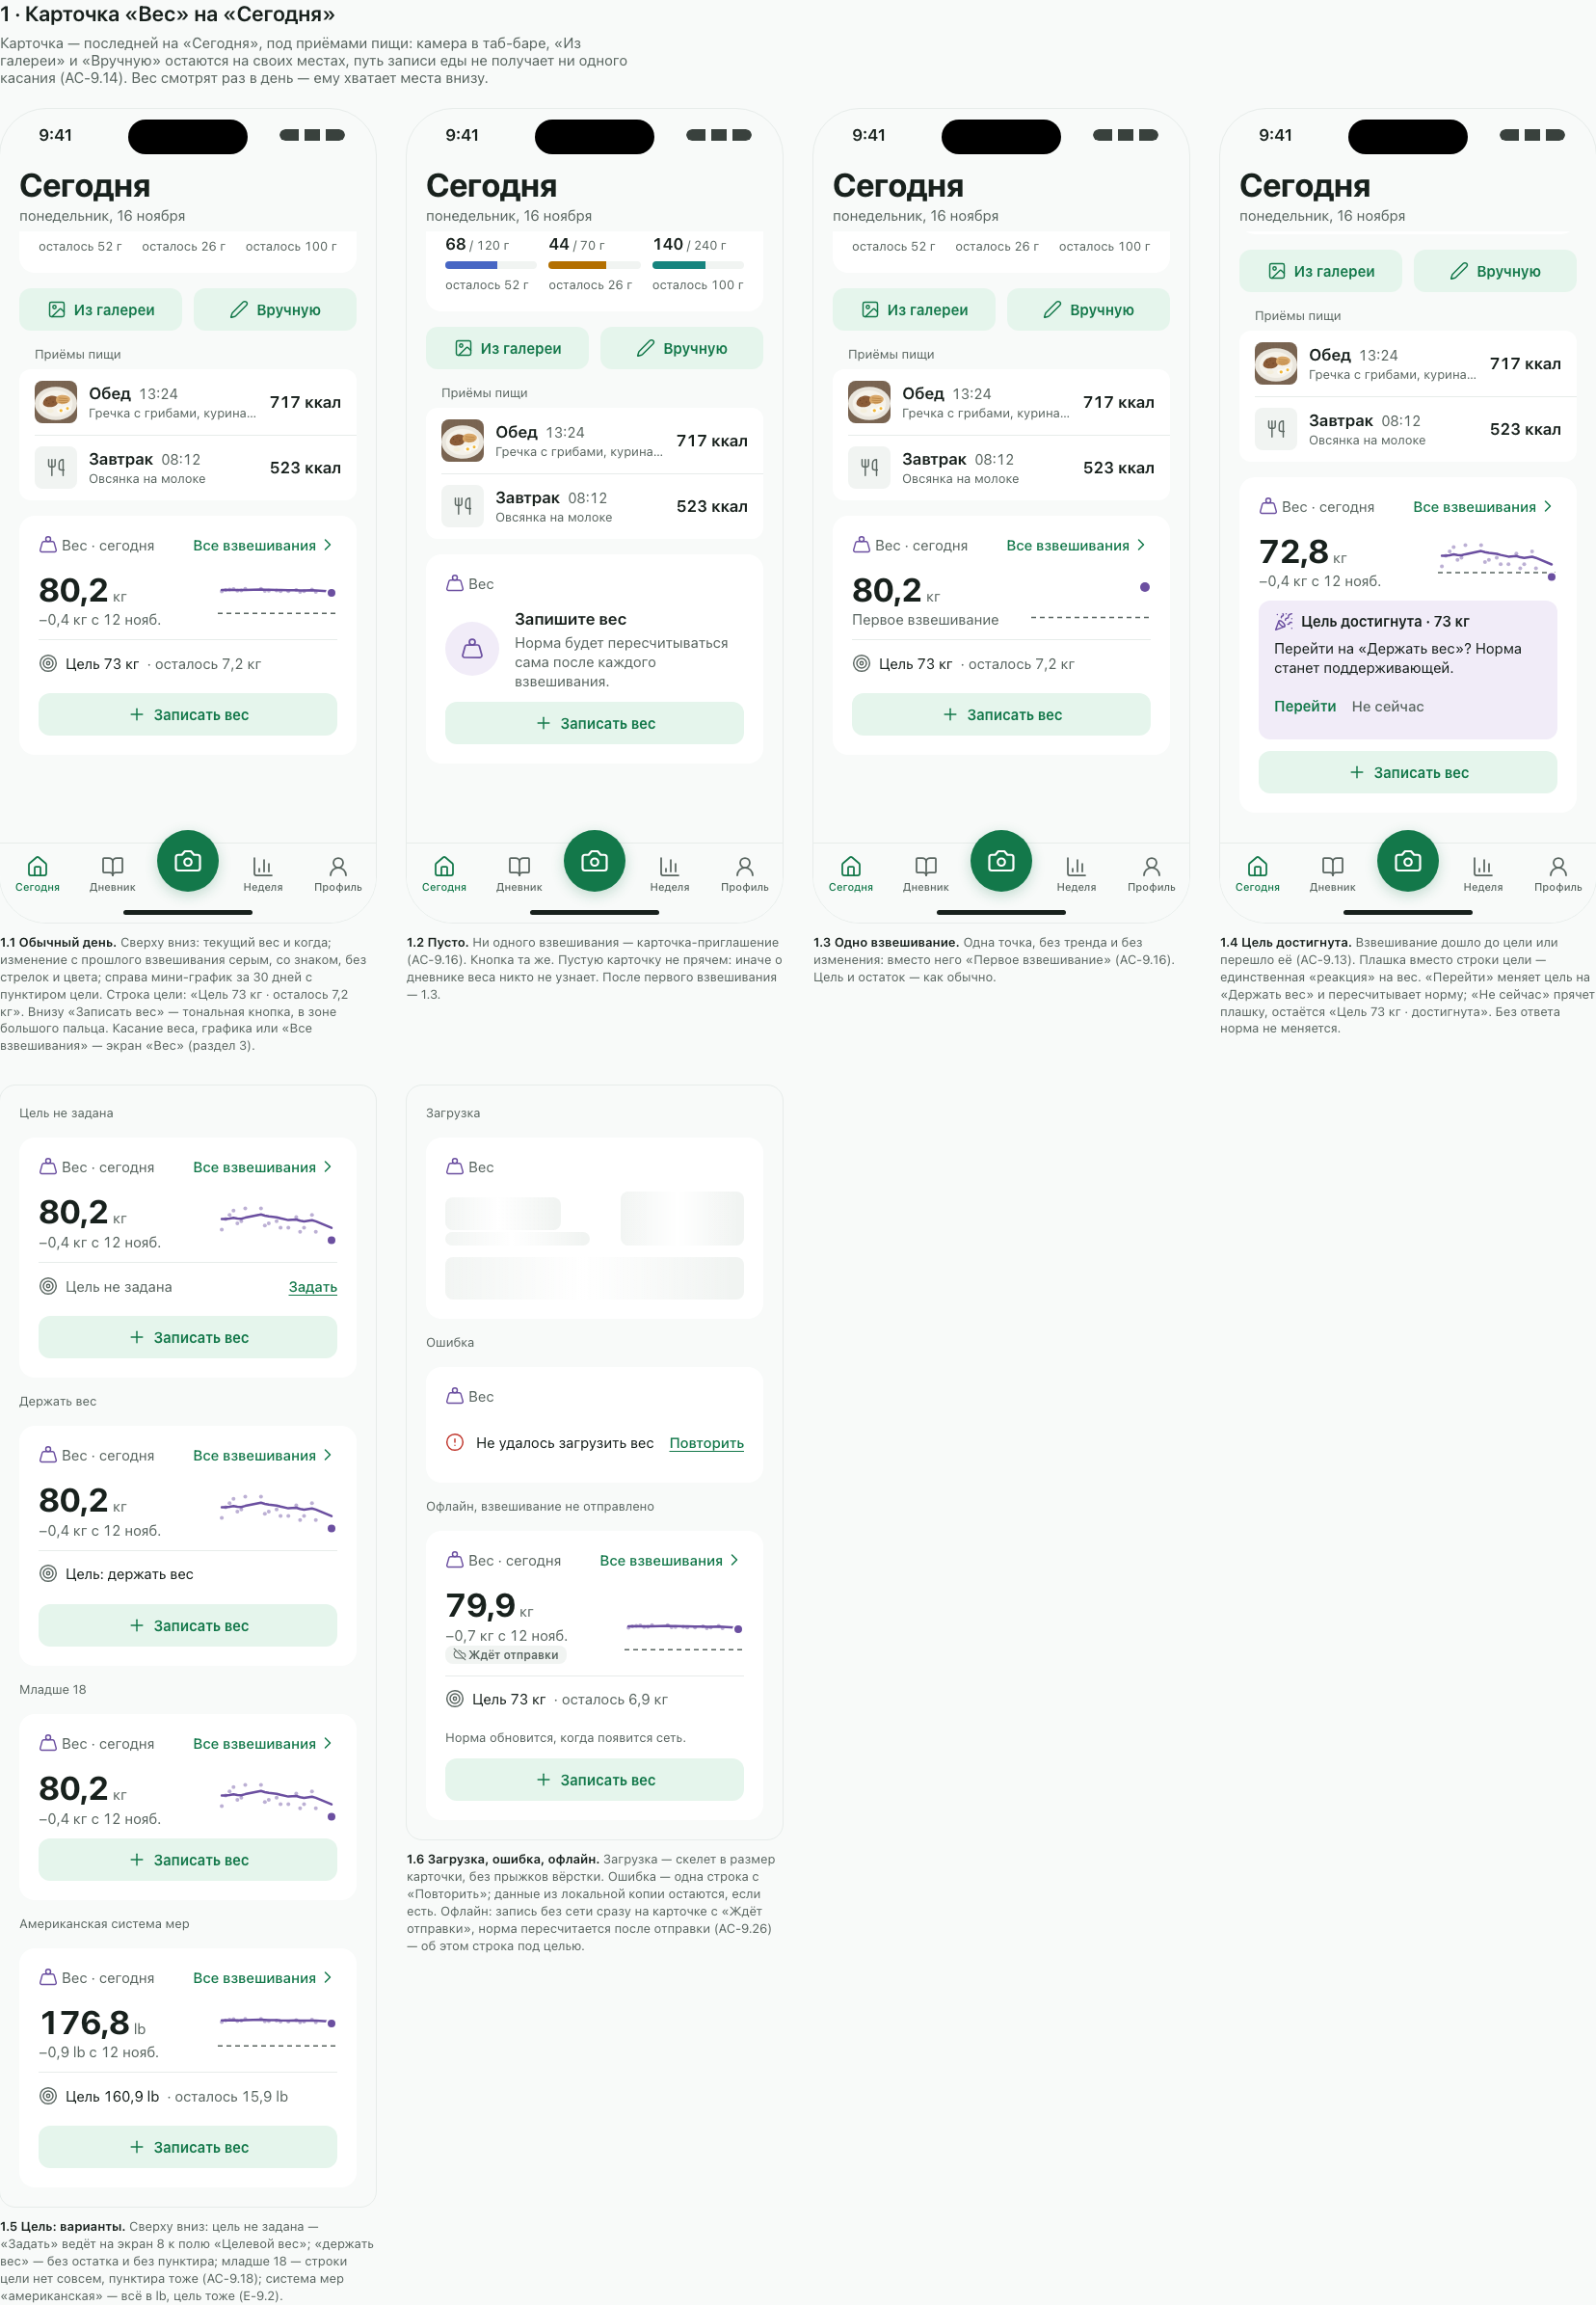 1 · Карточка «Вес» на «Сегодня»
Карточка — последней на «Сегодня», под приёмами пищи: камера в таб-баре, «Из
галереи» и «Вручную» остаются на своих местах, путь записи еды не получает ни одного
касания (AC-9.14). Вес смотрят раз в день — ему хватает места внизу.
9:41
Сегодня
понедельник, 16 ноября
осталось 52 г осталось 26 г осталось 100 г
Из галереи Вручную
Приёмы пищи
Обед 13:24
Гречка с грибами, курина... 717 ккал
Завтрак 08:12
Овсянка на молоке 523 ккал
Вес · сегодня Все взвешивания
80,2 кг
−0,4 кг с 12 нояб.
Цель 73 кг · осталось 7,2 кг
Записать вес
Сегодня Дневник Неделя Профиль
1.1 Обычный день. Сверху вниз: текущий вес и когда;
изменение с прошлого взвешивания серым, со знаком, без
стрелок и цвета; справа мини-график за 30 дней с
пунктиром цели. Строка цели: «Цель 73 кг · осталось 7,2
кг». Внизу «Записать вес» — тональная кнопка, в зоне
большого пальца. Касание веса, графика или «Все
взвешивания» — экран «Вес» (раздел 3).
9:41
Сегодня
понедельник, 16 ноября
68 / 120 г 44 / 70 г 140 / 240 г
осталось 52 г осталось 26 г осталось 100 г
Из галереи Вручную
Приёмы пищи
Обед 13:24
Гречка с грибами, курина... 717 ккал
Завтрак 08:12
Овсянка на молоке 523 ккал
Вес
Запишите вес
Норма будет пересчитываться
сама после каждого
взвешивания.
Записать вес
Сегодня Дневник Неделя Профиль
1.2 Пусто. Ни одного взвешивания — карточка-приглашение
(AC-9.16). Кнопка та же. Пустую карточку не прячем: иначе о
дневнике веса никто не узнает. После первого взвешивания
— 1.3.
9:41
Сегодня
понедельник, 16 ноября
осталось 52 г осталось 26 г осталось 100 г
Из галереи Вручную
Приёмы пищи
Обед 13:24
Гречка с грибами, курина... 717 ккал
Завтрак 08:12
Овсянка на молоке 523 ккал
Вес · сегодня Все взвешивания
80,2 кг
Первое взвешивание
Цель 73 кг · осталось 7,2 кг
Записать вес
Сегодня Дневник Неделя Профиль
1.3 Одно взвешивание. Одна точка, без тренда и без
изменения: вместо него «Первое взвешивание» (AC-9.16).
Цель и остаток — как обычно.
9:41
Сегодня
понедельник, 16 ноября
Из галереи Вручную
Приёмы пищи
Обед 13:24
Гречка с грибами, курина... 717 ккал
Завтрак 08:12
Овсянка на молоке 523 ккал
Вес · сегодня Все взвешивания
72,8 кг
−0,4 кг с 12 нояб.
Цель достигнута · 73 кг
Перейти на «Держать вес»? Норма
станет поддерживающей.
Перейти Не сейчас
Записать вес
Сегодня Дневник Неделя Профиль
1.4 Цель достигнута. Взвешивание дошло до цели или
перешло её (AC-9.13). Плашка вместо строки цели —
единственная «реакция» на вес. «Перейти» меняет цель на
«Держать вес» и пересчитывает норму; «Не сейчас» прячет
плашку, остаётся «Цель 73 кг · достигнута». Без ответа
норма не меняется.
Цель не задана
Вес · сегодня Все взвешивания
80,2 кг
−0,4 кг с 12 нояб.
Цель не задана Задать
Записать вес
Держать вес
Вес · сегодня Все взвешивания
80,2 кг
−0,4 кг с 12 нояб.
Цель: держать вес
Записать вес
Младше 18
Вес · сегодня Все взвешивания
80,2 кг
−0,4 кг с 12 нояб.
Записать вес
Американская система мер
Вес · сегодня Все взвешивания
176,8 lb
−0,9 lb с 12 нояб.
Цель 160,9 lb · осталось 15,9 lb
Записать вес
1.5 Цель: варианты. Сверху вниз: цель не задана —
«Задать» ведёт на экран 8 к полю «Целевой вес»; «держать
вес» — без остатка и без пунктира; младше 18 — строки
цели нет совсем, пунктира тоже (AC-9.18); система мер
«американская» — всё в lb, цель тоже (E-9.2).
Загрузка
Вес
Ошибка
Вес
Не удалось загрузить вес Повторить
Офлайн, взвешивание не отправлено
Вес · сегодня Все взвешивания
79,9 кг
−0,7 кг с 12 нояб.
Ждёт отправки
Цель 73 кг · осталось 6,9 кг
Норма обновится, когда появится сеть.
Записать вес
1.6 Загрузка, ошибка, офлайн. Загрузка — скелет в размер
карточки, без прыжков вёрстки. Ошибка — одна строка с
«Повторить»; данные из локальной копии остаются, если
есть. Офлайн: запись без сети сразу на карточке с «Ждёт
отправки», норма пересчитается после отправки (AC-9.26)
— об этом строка под целью.